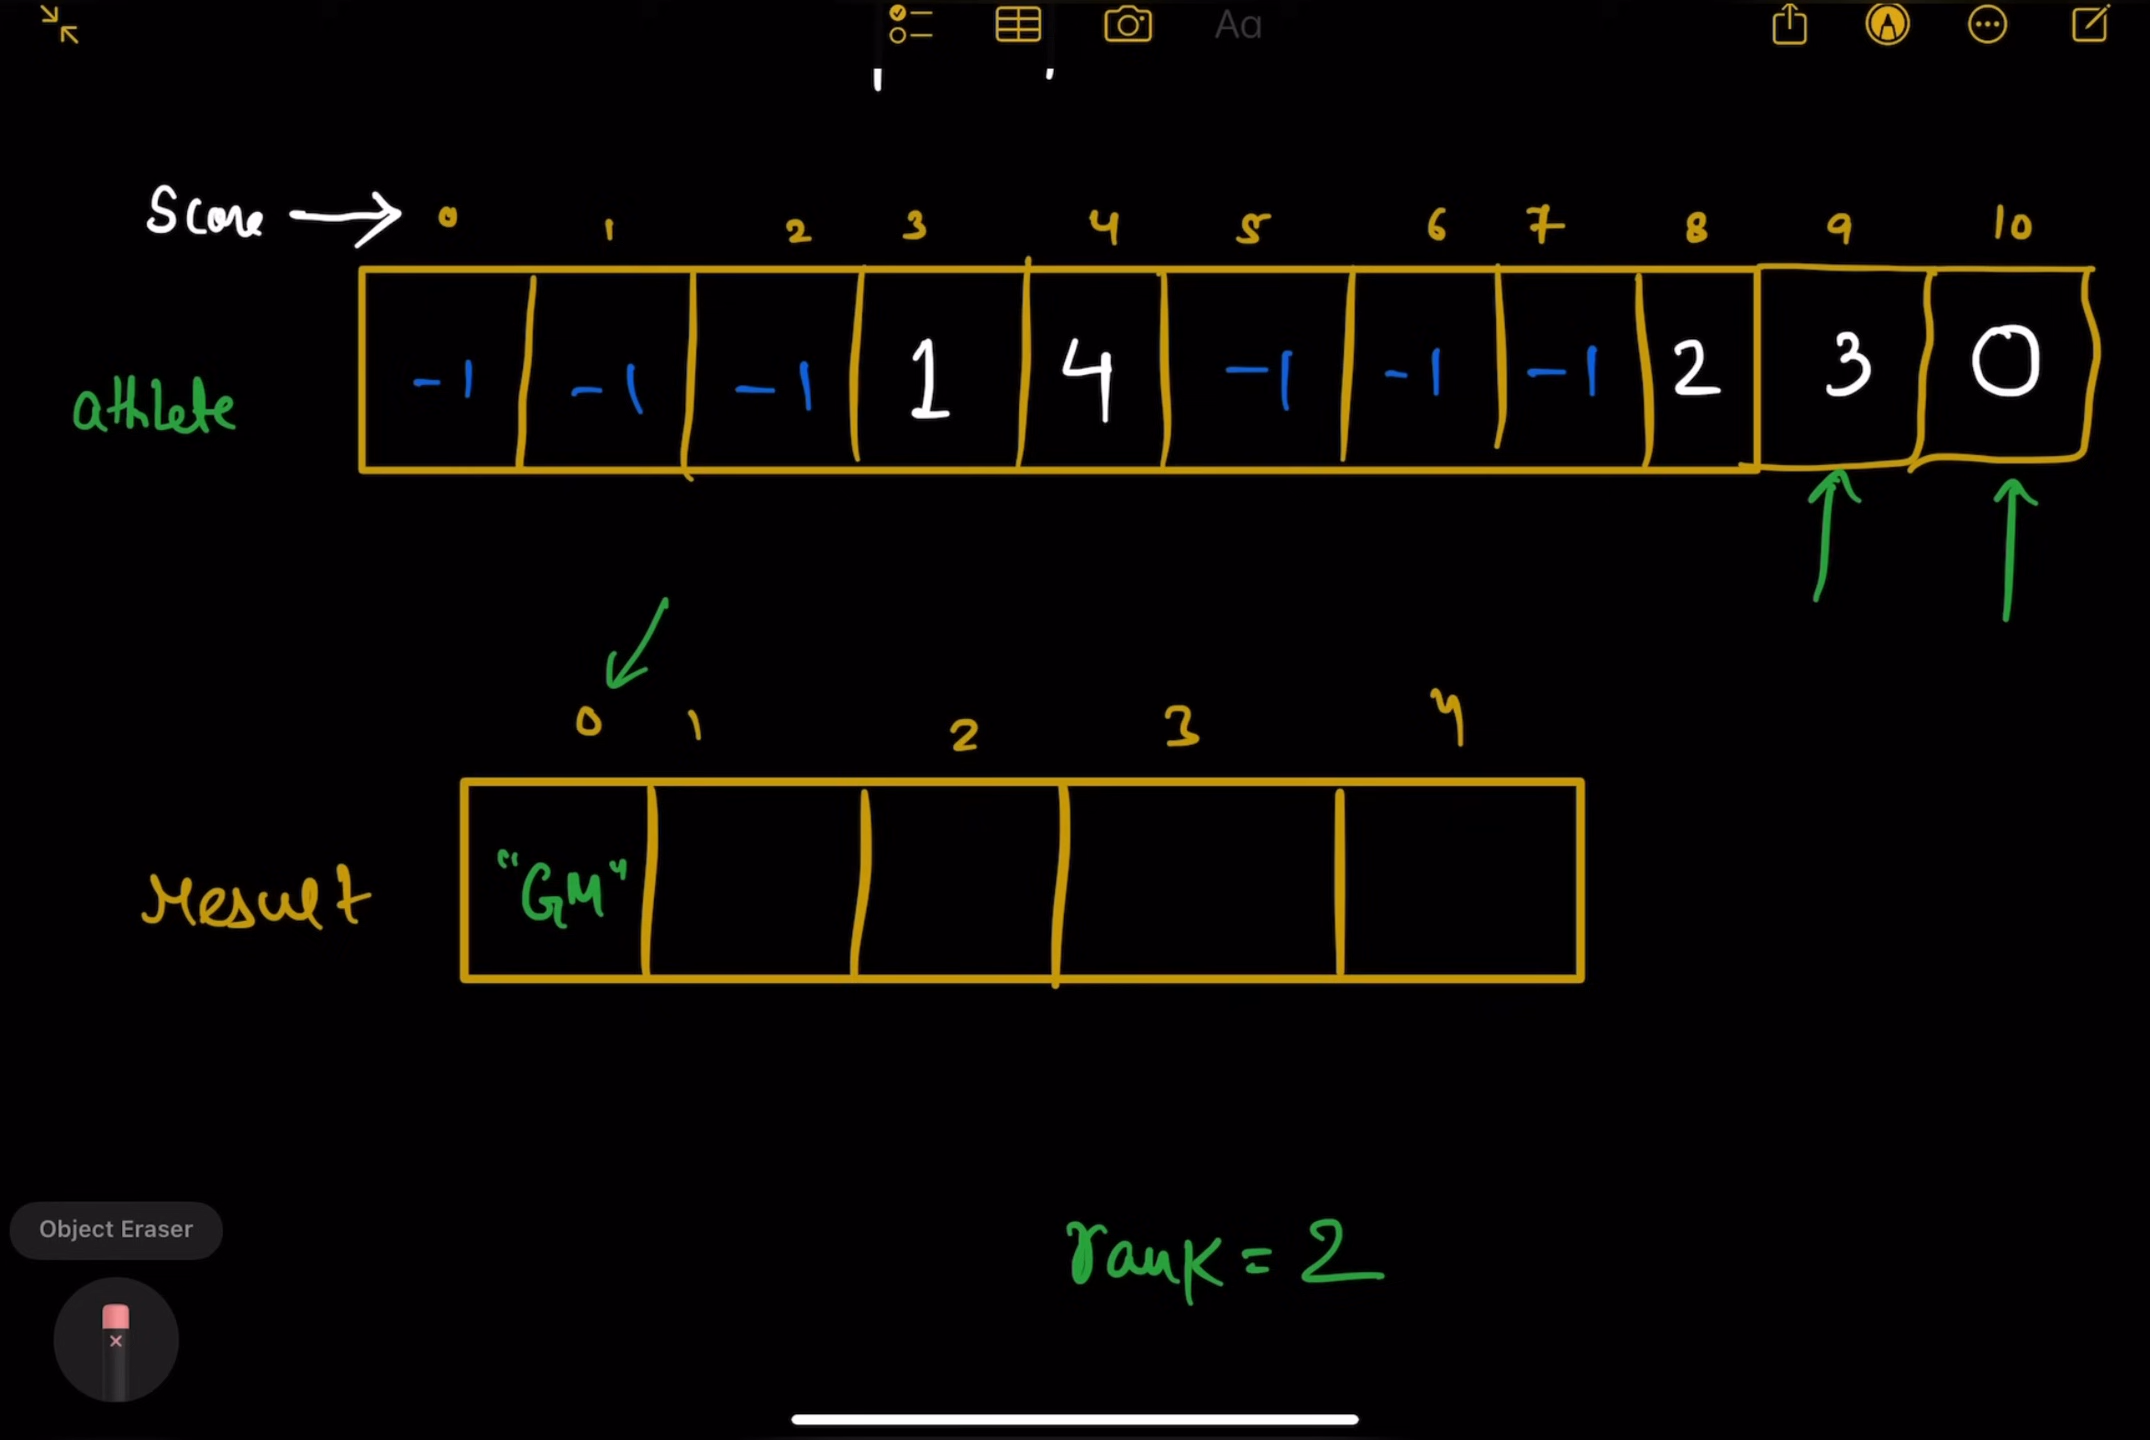 Aa
Score → 0 1 2 3 4 5 6 7 8 9 10
athlete -1 -1 -1 1 4 -1 -1 -1 2 3 0
0 1 2 3 4
result "GM"
Object Eraser
rank = 2